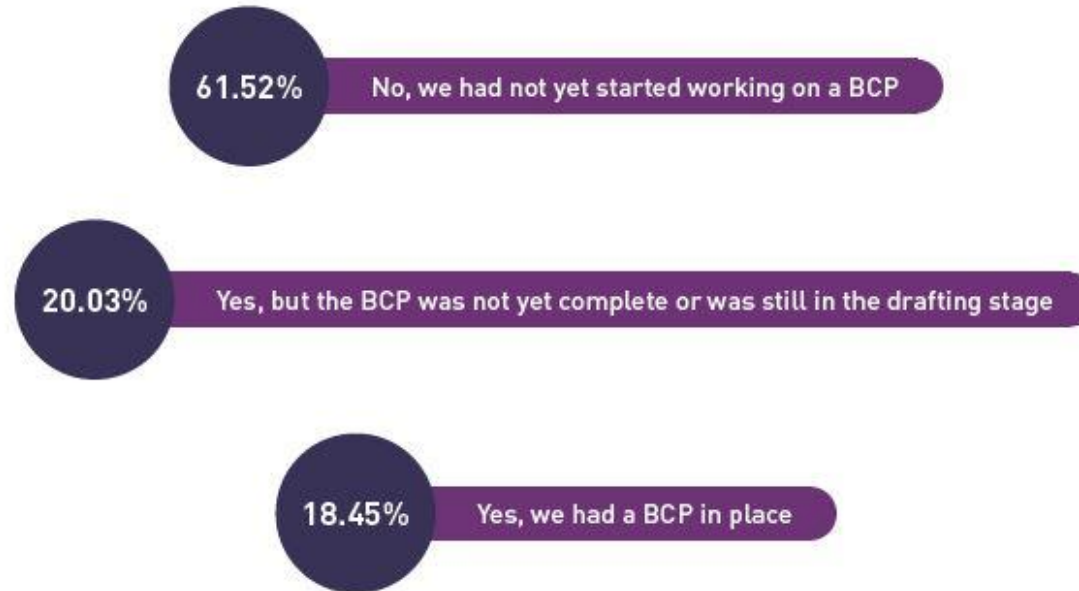 61.52% No, we had not yet started working on a BCP
20.03% Yes, but the BCP was not yet complete or was still in the drafting stage
18.45% Yes, we had a BCP in place